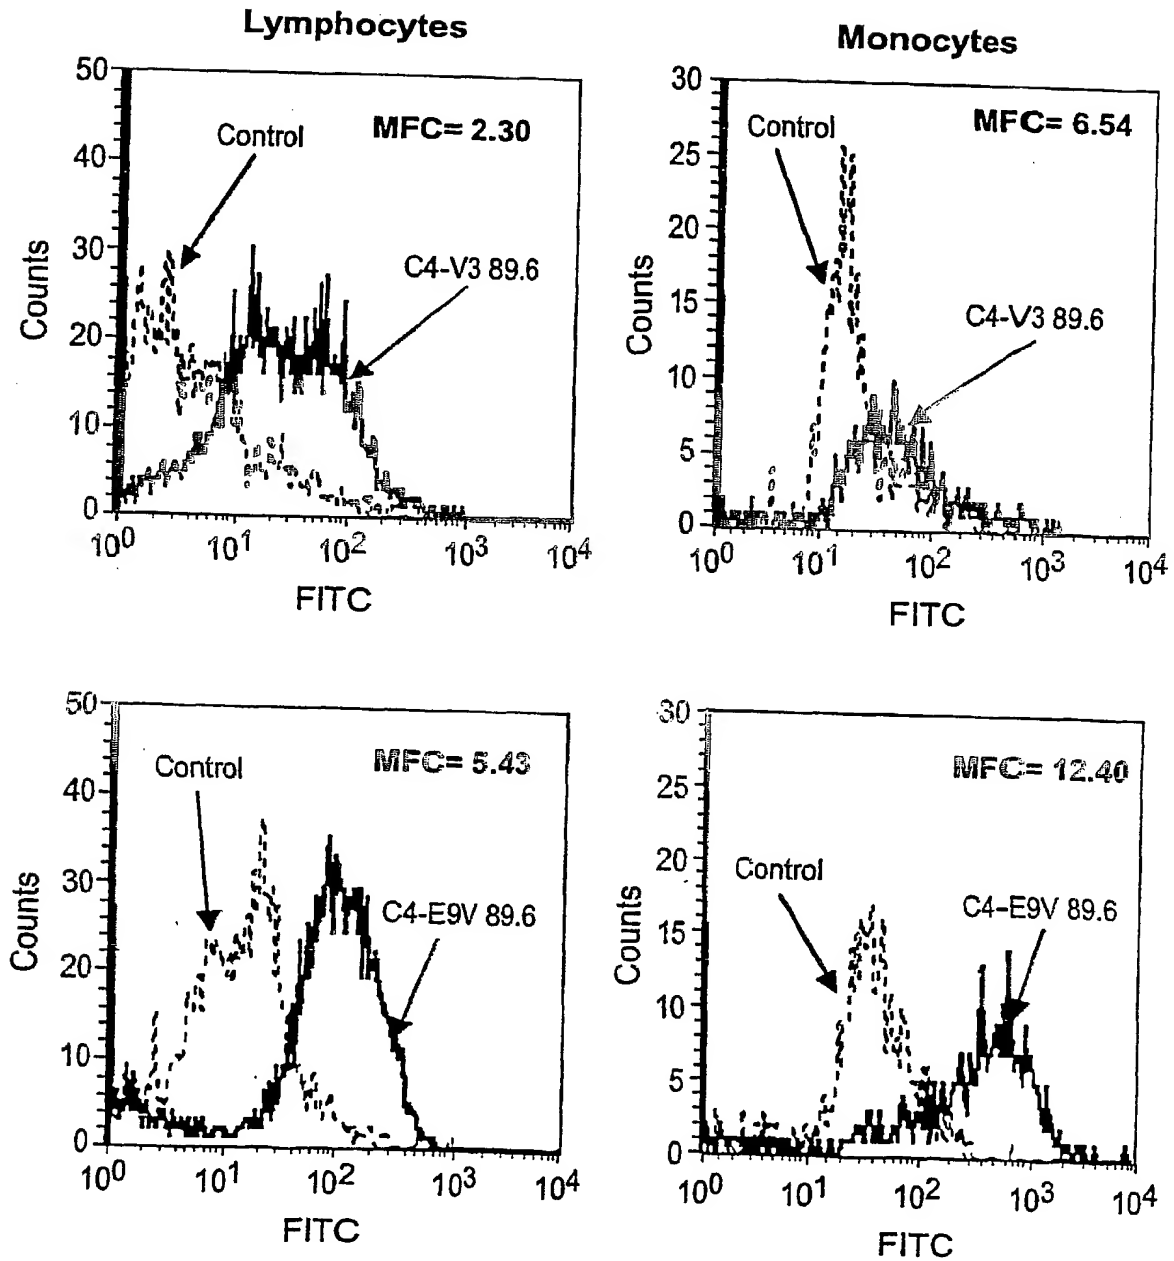 Lymphocytes
50
40
30
20
10
0
Counts
Control
MFC= 2.30
C4-V3 89.6
10⁰ 10¹ 10² 10³ 10⁴
FITC
Monocytes
30
25
20
15
10
5
0
Counts
Control
MFC= 6.54
C4-V3 89.6
10⁰ 10¹ 10² 10³ 10⁴
FITC
50
40
30
20
10
0
Counts
Control
MFC= 5.43
C4-E9V 89.6
10⁰ 10¹ 10² 10³ 10⁴
FITC
30
25
20
15
10
5
0
Counts
Control
MFC= 12.40
C4-E9V 89.6
10⁰ 10¹ 10² 10³ 10⁴
FITC